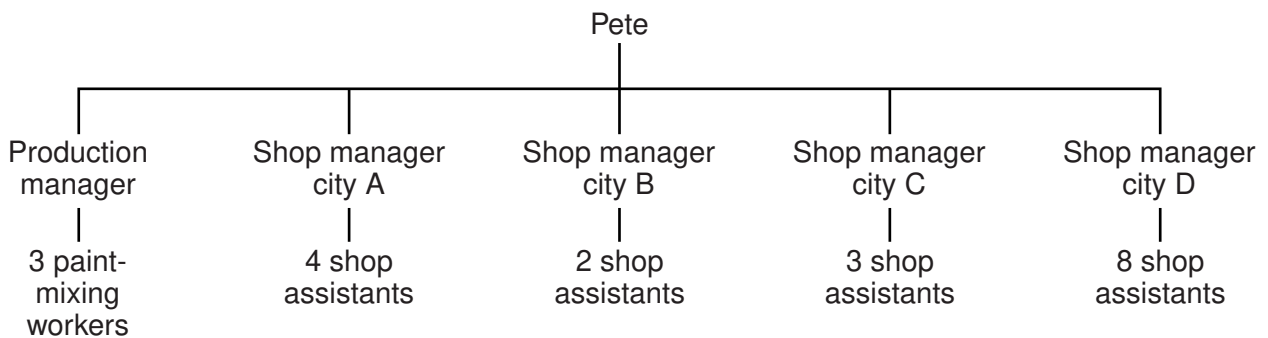 Pete
Production
manager
Shop manager
city A
Shop manager
city B
Shop manager
city C
Shop manager
city D
3 paint-
mixing
workers
4 shop
assistants
2 shop
assistants
3 shop
assistants
8 shop
assistants